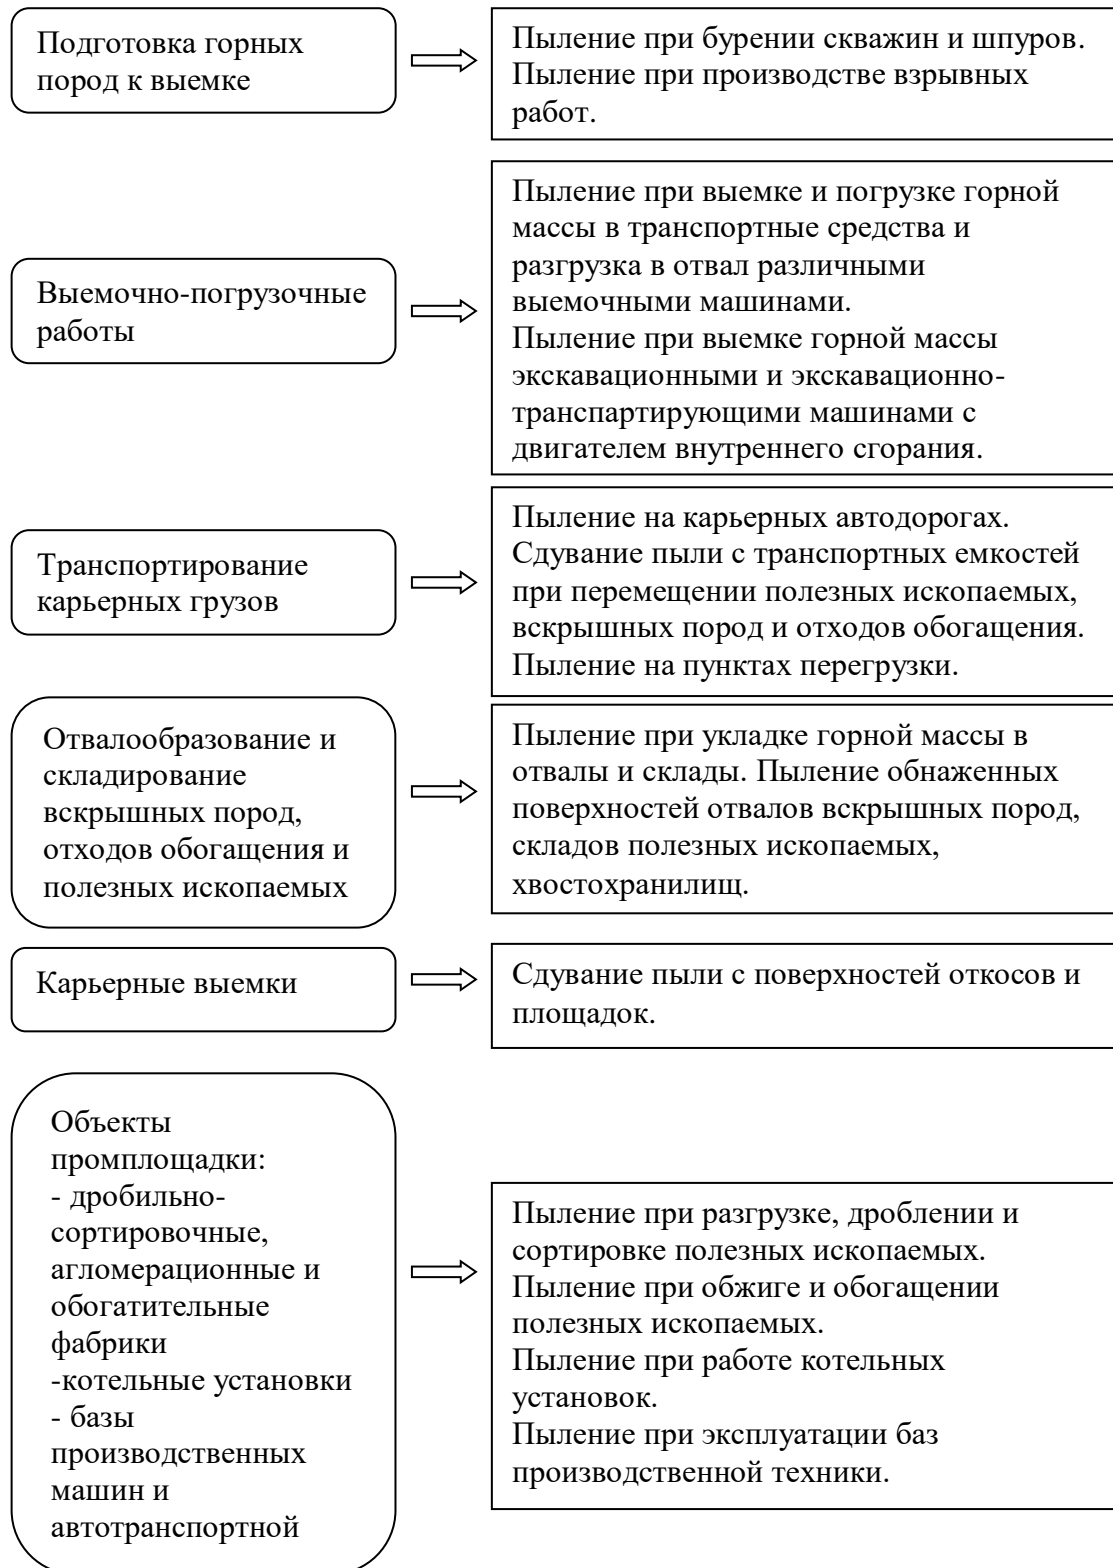 Подготовка горных
пород к выемке
Пыление при бурении скважин и шпуров.
Пыление при производстве взрывных
работ.
Выемочно-погрузочные
работы
Пыление при выемке и погрузке горной
массы в транспортные средства и
разгрузка в отвал различными
выемочными машинами.
Пыление при выемке горной массы
экскавационными и экскавационно-
транспартирующими машинами с
двигателем внутреннего сгорания.
Транспортирование
карьерных грузов
Пыление на карьерных автодорогах.
Сдувание пыли с транспортных емкостей
при перемещении полезных ископаемых,
вскрышных пород и отходов обогащения.
Пыление на пунктах перегрузки.
Отвалообразование и
складирование
вскрышных пород,
отходов обогащения и
полезных ископаемых
Пыление при укладке горной массы в
отвалы и склады. Пыление обнаженных
поверхностей отвалов вскрышных пород,
складов полезных ископаемых,
хвостохранилищ.
Карьерные выемки
Сдувание пыли с поверхностей откосов и
площадок.
Объекты
промплощадки:
- дробильно-
сортировочные,
агломерационные и
обогатительные
фабрики
-котельные установки
- базы
производственных
машин и
автотранспортной
Пыление при разгрузке, дроблении и
сортировке полезных ископаемых.
Пыление при обжиге и обогащении
полезных ископаемых.
Пыление при работе котельных
установок.
Пыление при эксплуатации баз
производственной техники.